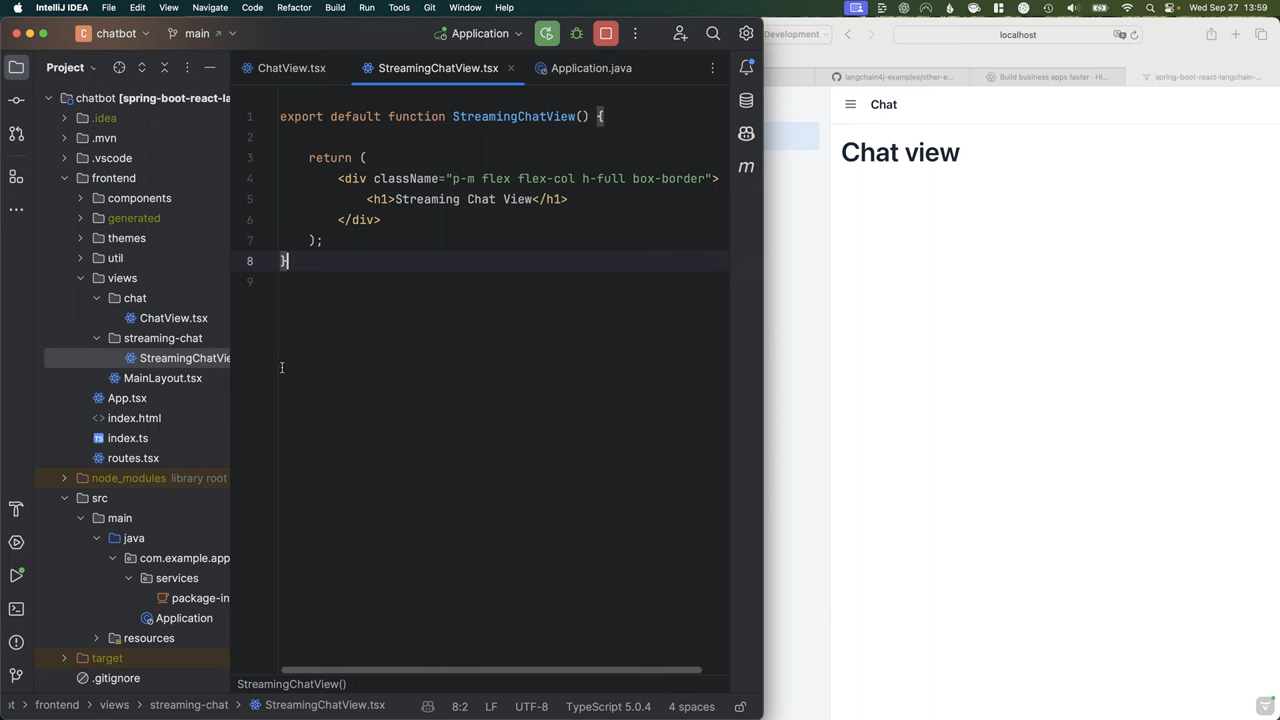 IntelliJ IDEA File Edit View Navigate Code Refactor Build Run Tools Git Window Wed Sep 27 13:50
C chatbot main Application
Development localhost
Project ChatView.tsx StreamingChatView.tsx Application.java
langchain4j-examples/other-e... Build business apps faster · Hi... spring-boot-react-langchain-...
chatbot [spring-boot-react-la
.idea
.mvn
.vscode
frontend
components
generated
themes
util
views
chat
ChatView.tsx
streaming-chat
StreamingChatVie
MainLayout.tsx
App.tsx
index.html
index.ts
routes.tsx
node_modules library root
src
main
java
com.example.app
services
package-in
Application
resources
target
.gitignore
1 export default function StreamingChatView() {
2
3 return (
4 <div className="p-m flex flex-col h-full box-border">
5 <h1>Streaming Chat View</h1>
6 </div>
7 );
8 }
9
StreamingChatView()
ot frontend views streaming-chat StreamingChatView.tsx 8:2 LF UTF-8 TypeScript 5.0.4 4 spaces
Chat
Chat view